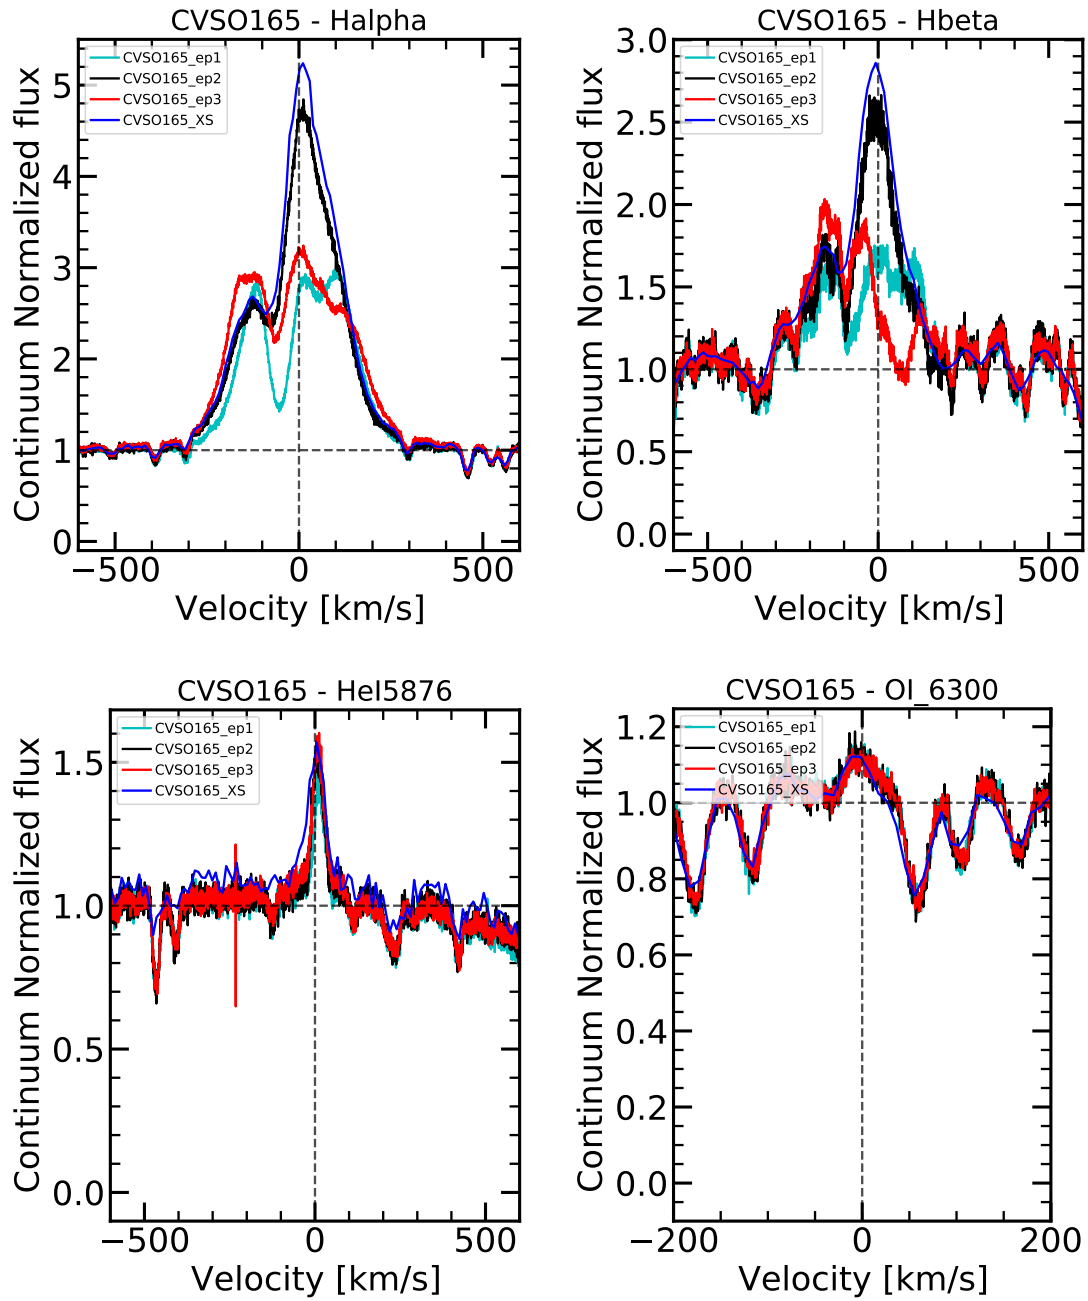 CVSO165 - Halpha
CVSO165_ep1
CVSO165_ep2
CVSO165_ep3
CVSO165_XS
Continuum Normalized flux
5
4
3
2
1
0
−500
0
500
Velocity [km/s]
CVSO165 - Hbeta
CVSO165_ep1
CVSO165_ep2
CVSO165_ep3
CVSO165_XS
Continuum Normalized flux
3.0
2.5
2.0
1.5
1.0
0.5
0.0
−500
0
500
Velocity [km/s]
CVSO165 - HeI5876
CVSO165_ep1
CVSO165_ep2
CVSO165_ep3
CVSO165_XS
Continuum Normalized flux
1.5
1.0
0.5
0.0
−500
0
500
Velocity [km/s]
CVSO165 - OI_6300
CVSO165_ep1
CVSO165_ep2
CVSO165_ep3
CVSO165_XS
Continuum Normalized flux
1.2
1.0
0.8
0.6
0.4
0.2
0.0
−200
0
200
Velocity [km/s]